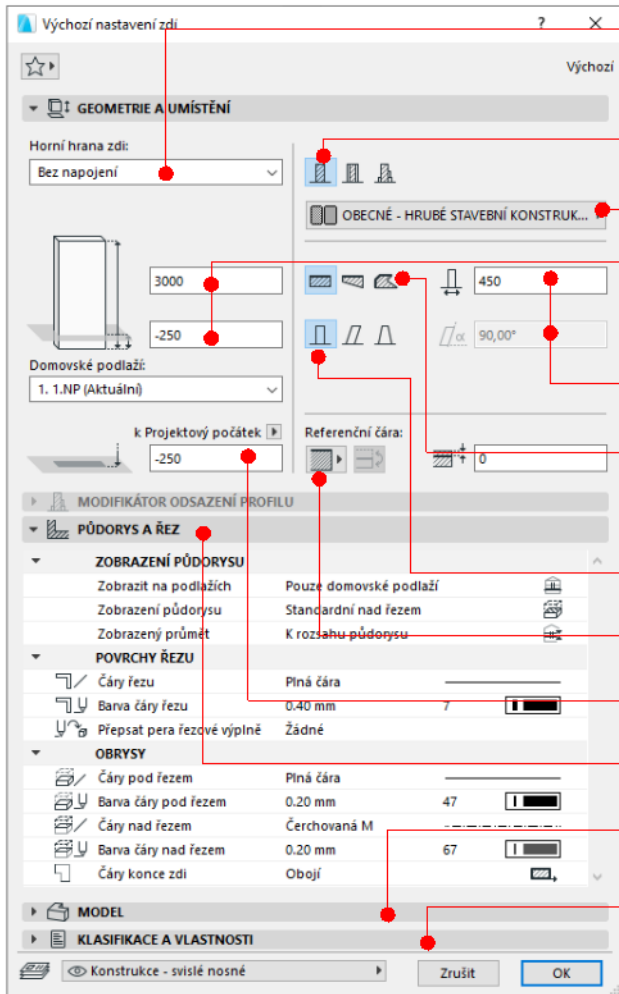 Výchozí nastavení zdi
?
Výchozí
GEOMETRIE A UMÍSTĚNÍ
Horní hrana zdi:
Bez napojení
OBECNÉ - HRUBÉ STAVEBNÍ KONSTRUK...
3000
450
-250
α 90,00°
Domovské podlaží:
1. 1.NP (Aktuální)
k Projektový počátek
Referenční čára:
-250
0
MODIFIKÁTOR ODSAZENÍ PROFILU
PŮDORYS A ŘEZ
ZOBRAZENÍ PŮDORYSU
Zobrazit na podlažích Pouze domovské podlaží
Zobrazení půdorysu Standardní nad řezem
Zobrazený průmět K rozsahu půdorysu
POVRCHY ŘEZU
Čáry řezu Plná čára
Barva čáry řezu 0.40 mm 7
Přepsat pera řezové výplně Žádné
OBRYSY
Čáry pod řezem Plná čára
Barva čáry pod řezem 0.20 mm 47
Čáry nad řezem Čerchovaná M
Barva čáry nad řezem 0.20 mm 67
Čáry konce zdi Obojí
MODEL
KLASIFIKACE A VLASTNOSTI
Konstrukce - svislé nosné
Zrušit
OK